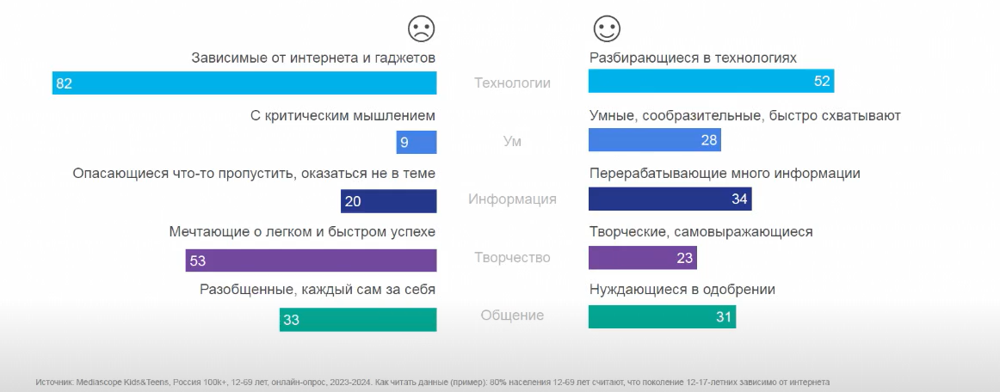 Зависимые от интернета и гаджетов
82
Технологии
Разбирающиеся в технологиях
52
С критическим мышлением
9
Ум
Умные, сообразительные, быстро схватывают
28
Опасающиеся что-то пропустить, оказаться не в теме
20
Информация
Перерабатывающие много информации
34
Мечтающие о легком и быстром успехе
53
Творчество
Творческие, самовыражающиеся
23
Разобщенные, каждый сам за себя
33
Общение
Нуждающиеся в одобрении
31
Источник: Mediascope Kids&Teens, Россия 100k+, 12-69 лет, онлайн-опрос, 2023-2024. Как читать данные (пример): 80% населения 12-69 лет считают, что поколение 12-17-летних зависимо от интернета